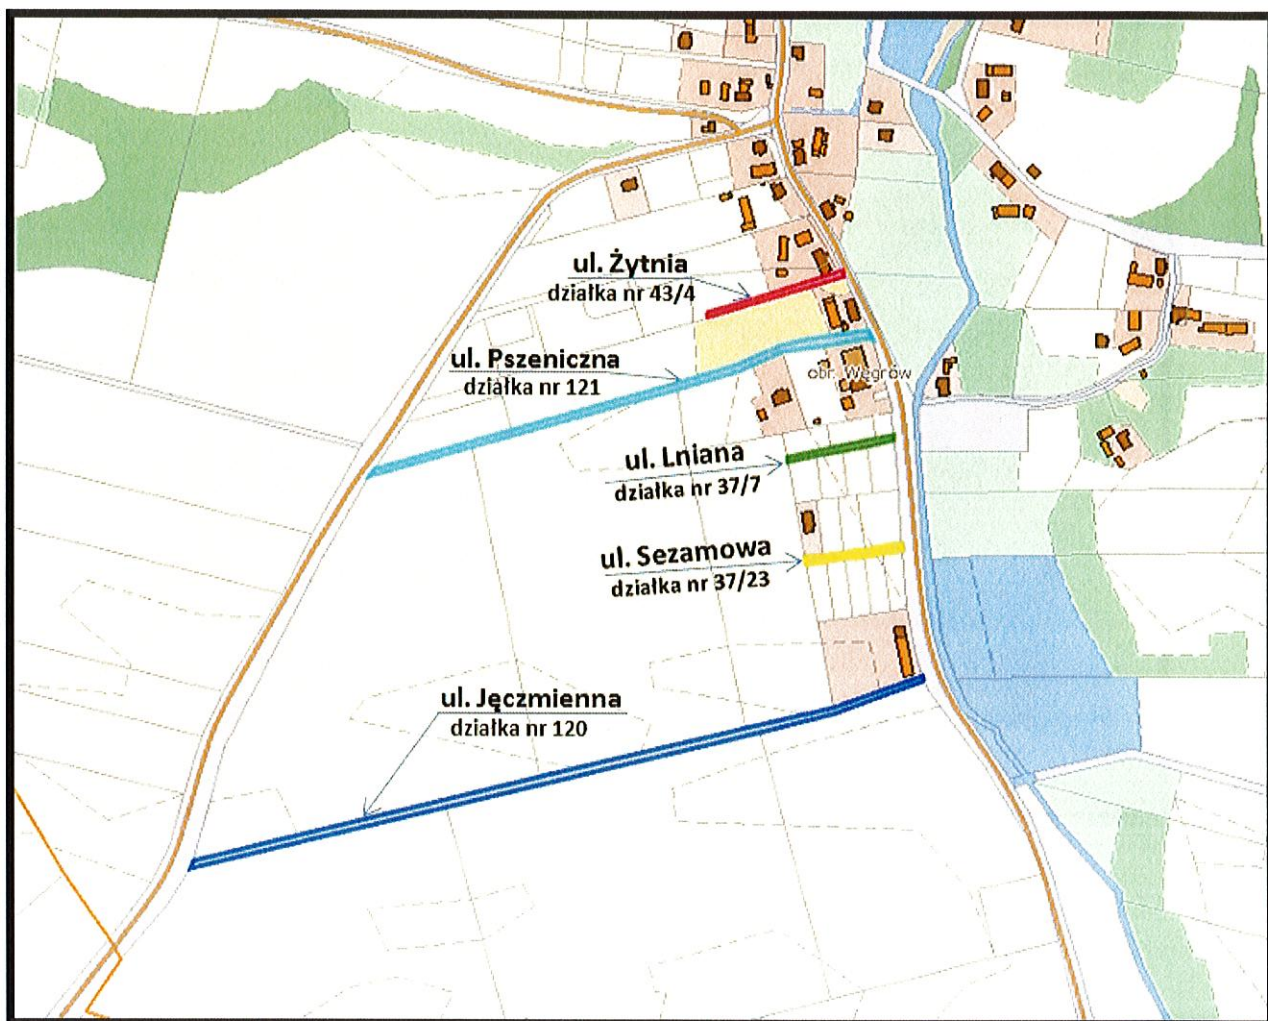 ul. Żytnia
działka nr 43/4
ul. Pszeniczna
działka nr 121
obr. Węgrów
ul. Lniana
działka nr 37/7
ul. Sezamowa
działka nr 37/23
ul. Jęczmienna
działka nr 120